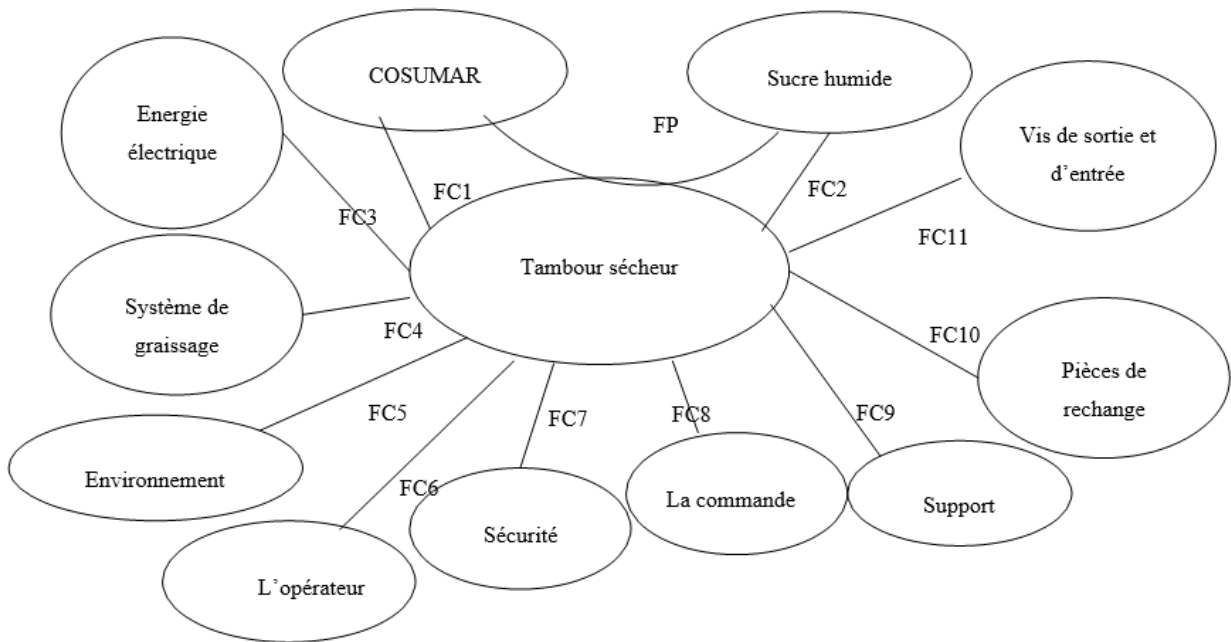 COSUMAR
Sucre humide
Energie
électrique
FP
Vis de sortie et
d’entrée
FC1
FC2
FC3
FC11
Tambour sécheur
Système de
graissage
FC4
FC10
Pièces de
rechange
FC5
FC7
FC8
FC9
Environnement
FC6
La commande
Support
Sécurité
L’opérateur